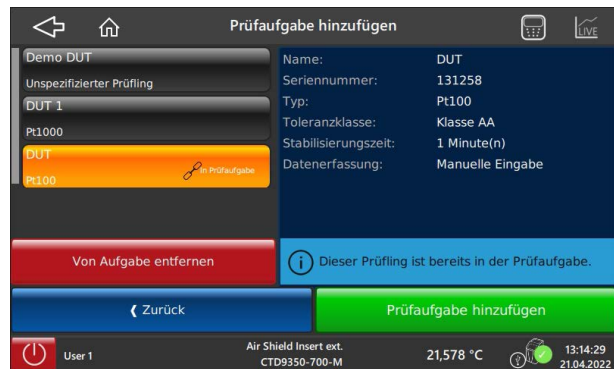 Prüfaufgabe hinzufügen
LIVE
Demo DUT
Unspezifizierter Prüfling
DUT 1
Pt1000
DUT
Pt100
In Prüfaufgabe
Name: DUT
Seriennummer: 131258
Typ: Pt100
Toleranzklasse: Klasse AA
Stabilisierungszeit: 1 Minute(n)
Datenerfassung: Manuelle Eingabe
Von Aufgabe entfernen
i Dieser Prüfling ist bereits in der Prüfaufgabe.
❰ Zurück
Prüfaufgabe hinzufügen
User 1
Air Shield Insert ext.
CTD9350-700-M
21,578 °C
13:14:29
21.04.2022